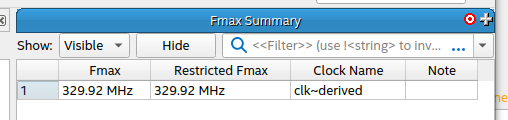 Fmax Summary
Show: Visible Hide <<Filter>> (use !<string> to inv... ...
Fmax Restricted Fmax Clock Name Note
1 329.92 MHz 329.92 MHz clk~derived